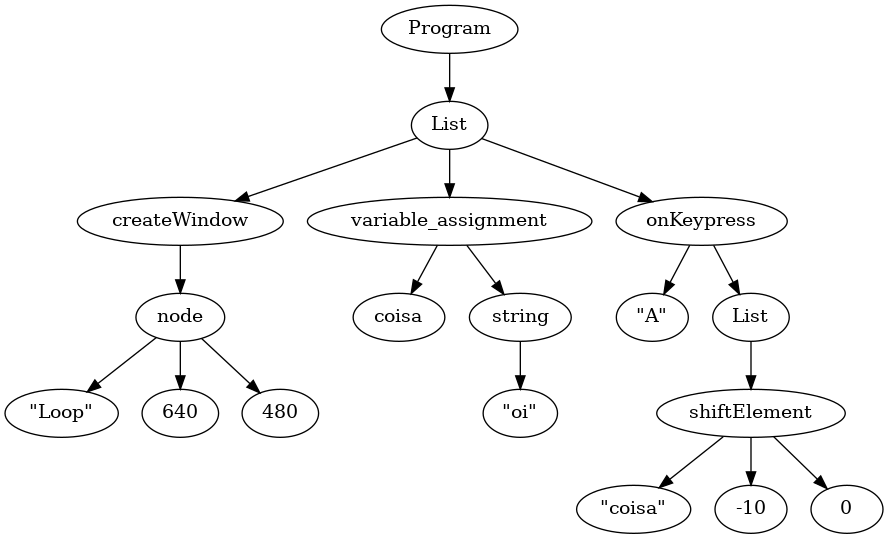 Program
List
createWindow
variable_assignment
onKeypress
node
coisa
string
"A"
List
"Loop"
640
480
"oi"
shiftElement
"coisa"
-10
0